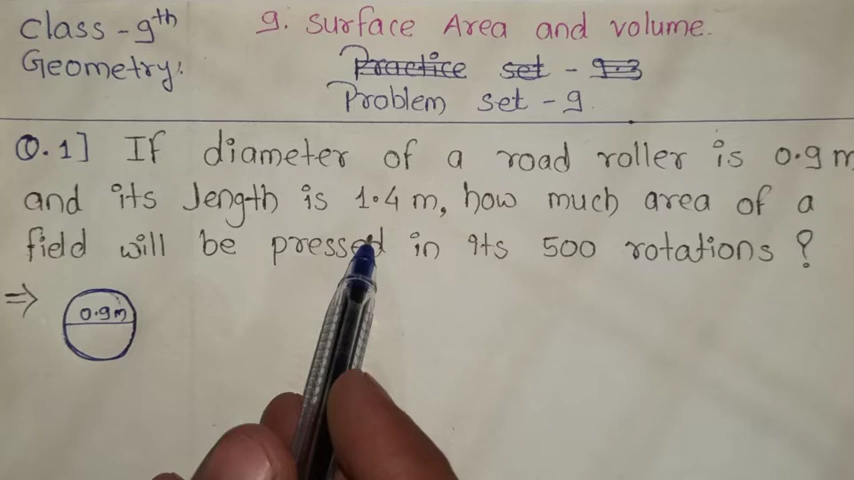 Class - 9th 9. Surface Area and volume.
Geometry: Practice set - 9.3
Problem set - 9.
Q.1] If diameter of a road roller is 0.9 m
and its length is 1.4 m, how much area of a
field will be pressed in its 500 rotations ?
⇒ 0.9m